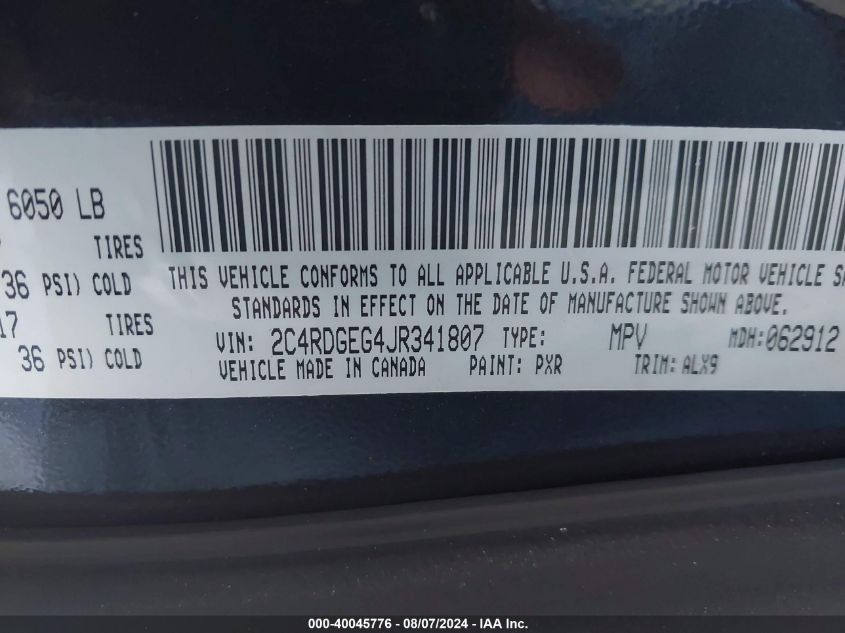 6050 LB
TIRES
36 PSI) COLD
17 TIRES
36 PSI) COLD
THIS VEHICLE CONFORMS TO ALL APPLICABLE U.S.A. FEDERAL MOTOR VEHICLE SA
STANDARDS IN EFFECT ON THE DATE OF MANUFACTURE SHOWN ABOVE.
VIN: 2C4RDGEG4JR341807 TYPE: MPV MDH:062912
VEHICLE MADE IN CANADA PAINT: PXR TRIM: ALX9
000-40045776 - 08/07/2024 - IAA Inc.